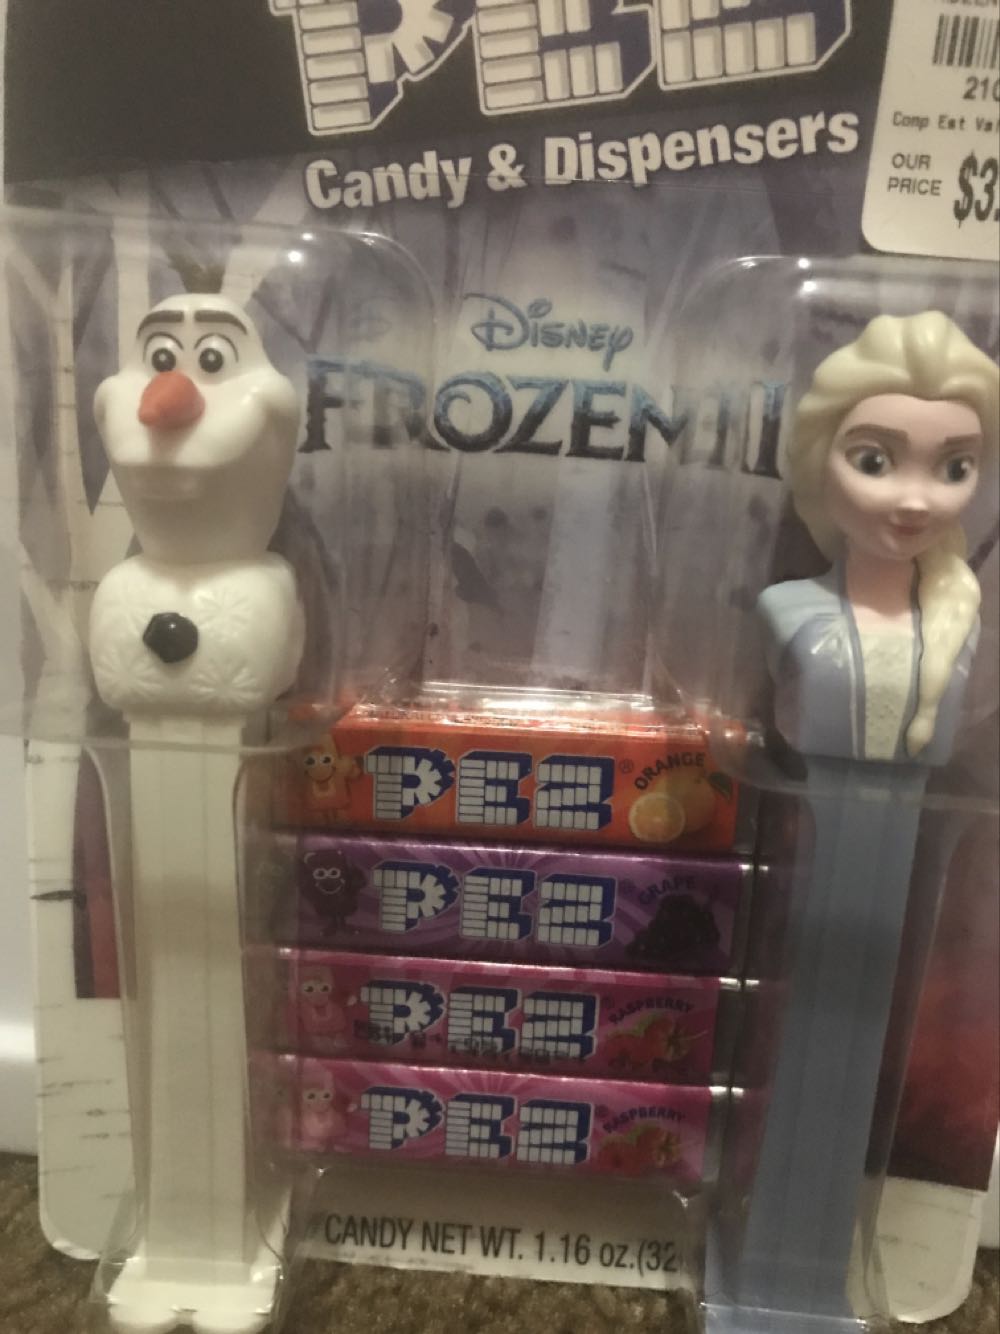 PEZ
Candy & Dispensers
210
Comp Est Val
OUR
PRICE $3.
DISNEY
FROZEN II
PEZ® ORANGE
PEZ® GRAPE
PEZ® RASPBERRY
PEZ® RASPBERRY
CANDY NET WT. 1.16 oz.(32